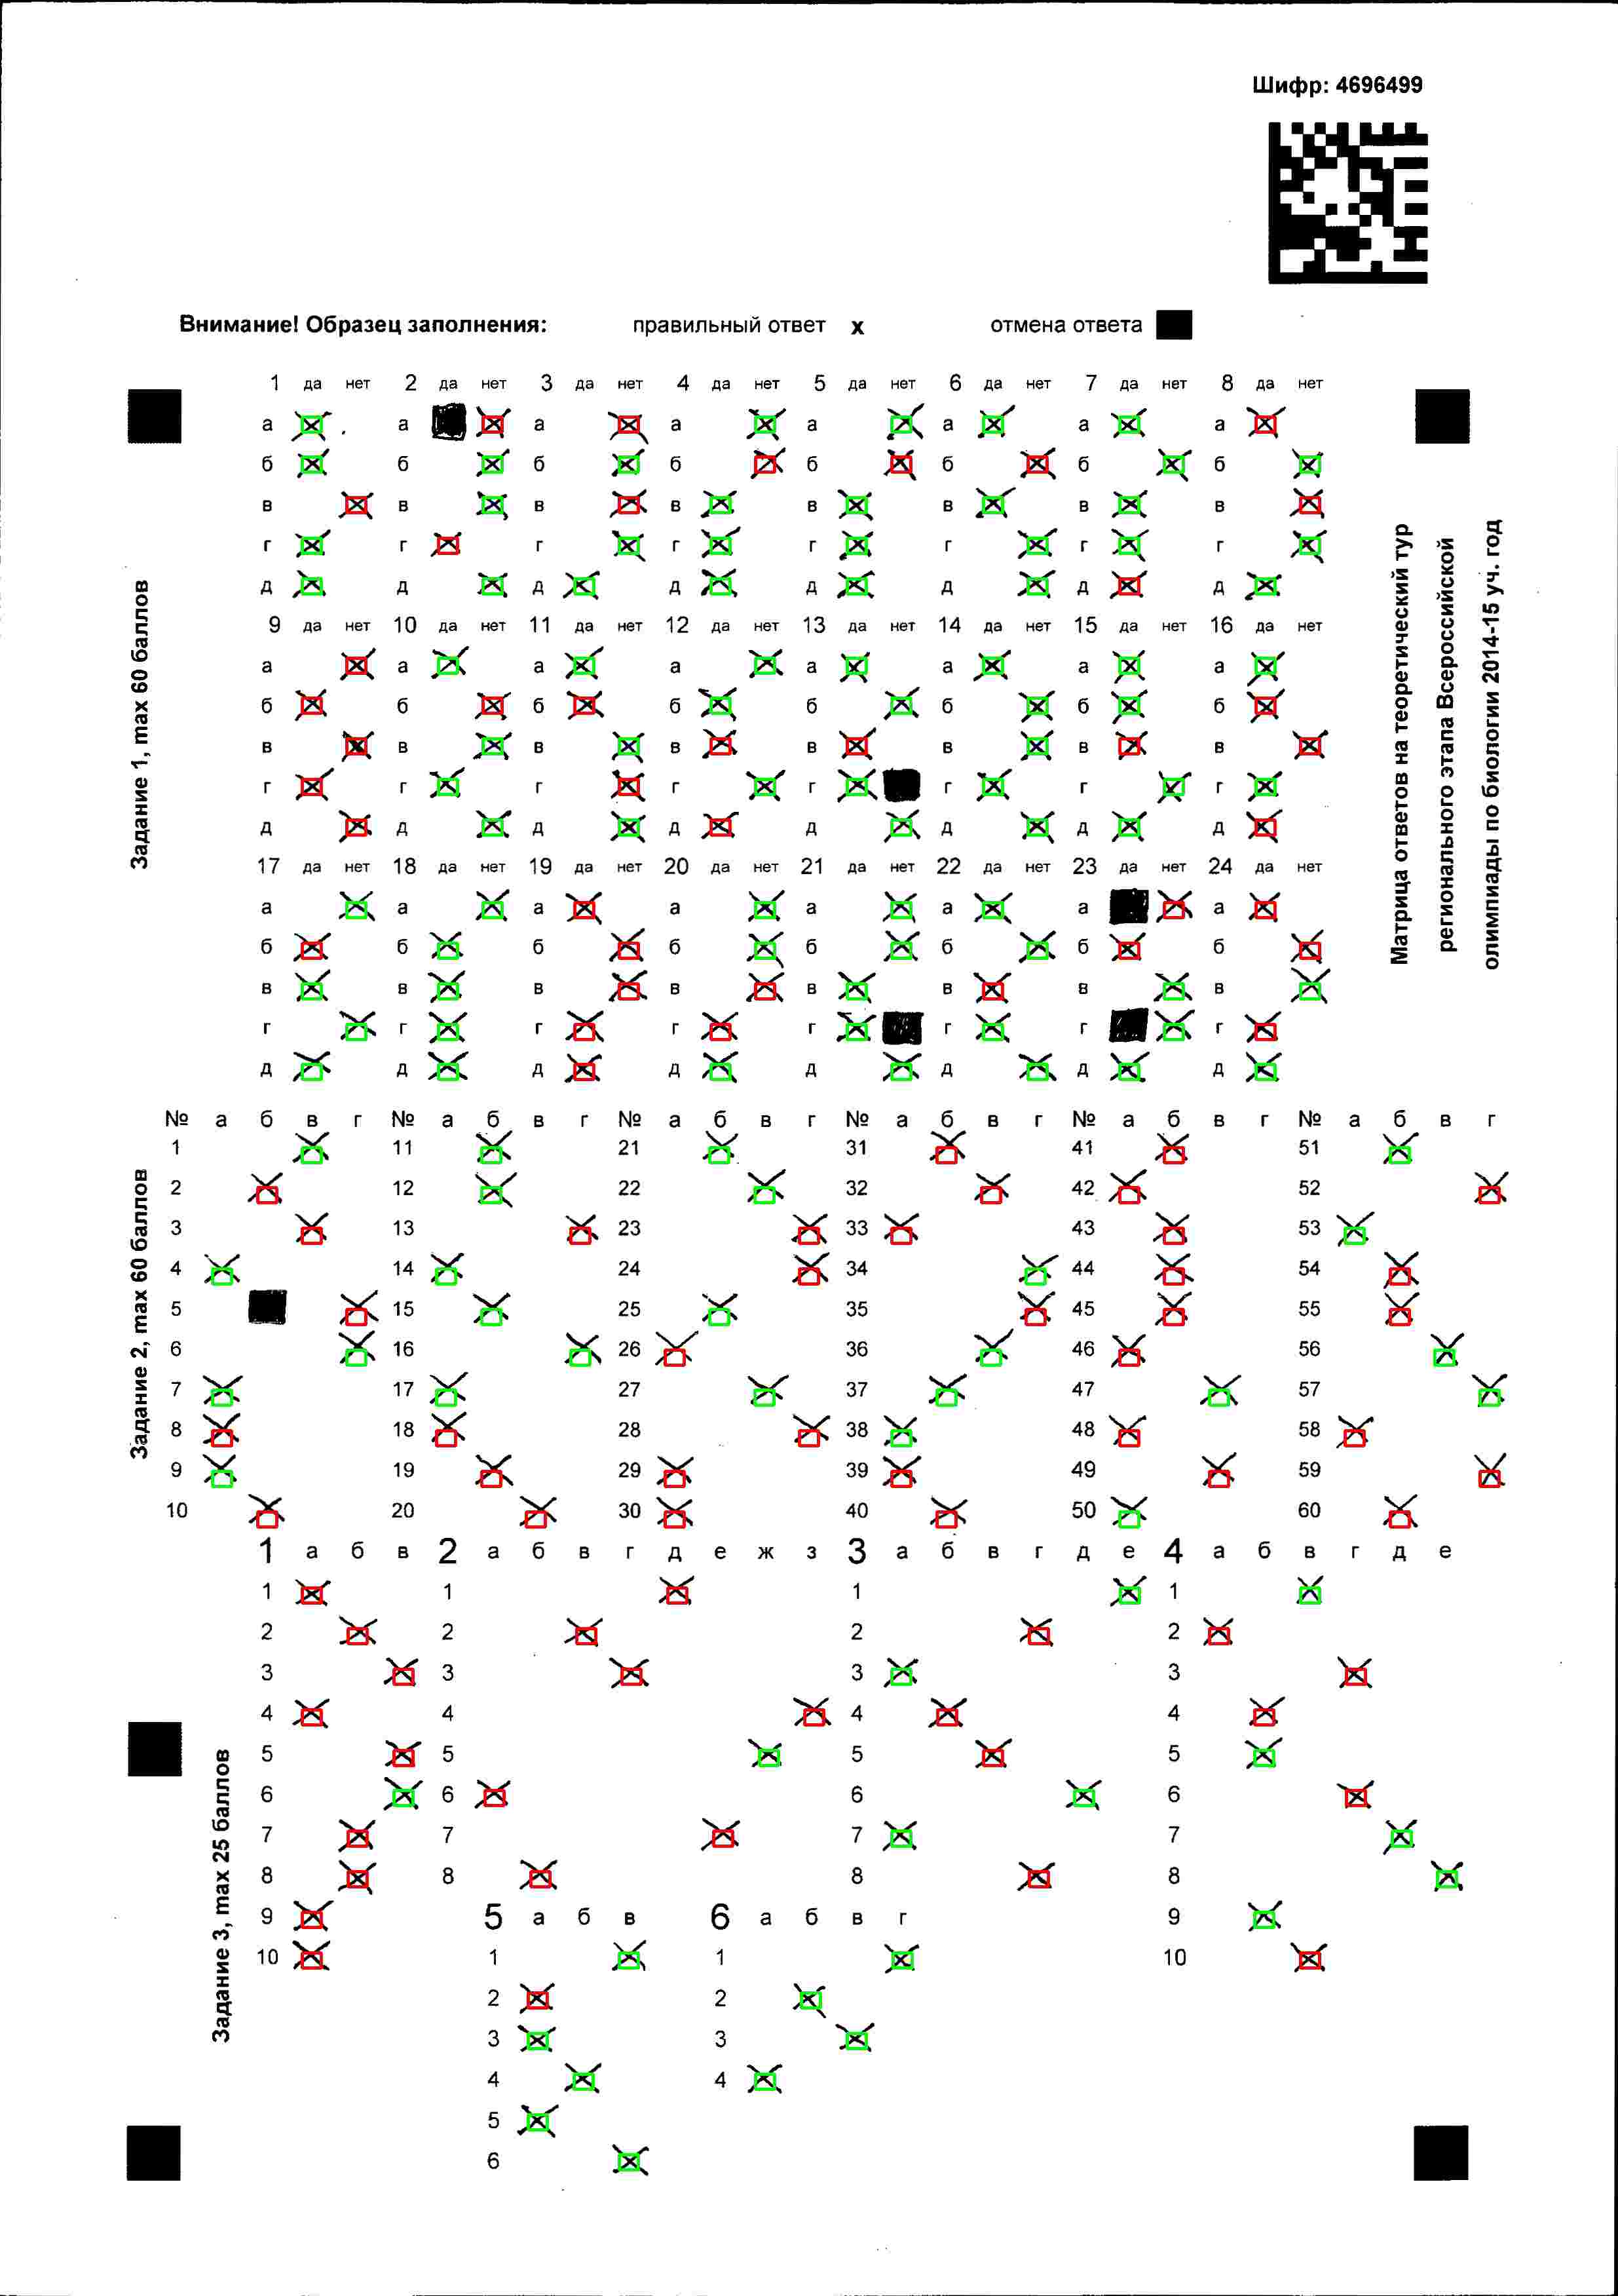 Шифр: 4696499
Внимание! Образец заполнения: правильный ответ х отмена ответа
1 да нет 2 да нет 3 да нет 4 да нет 5 да нет 6 да нет 7 да нет 8 да нет
а а а а а а а а
б б б б б б б б
в в в в в в в в
г г г г г г г г
д д д д д д д д
9 да нет 10 да нет 11 да нет 12 да нет 13 да нет 14 да нет 15 да нет 16 да нет
а а а а а а а а
б б б б б б б б
в в в в в в в в
г г г г г г г г
д д д д д д д д
17 да нет 18 да нет 19 да нет 20 да нет 21 да нет 22 да нет 23 да нет 24 да нет
а а а а а а а а
б б б б б б б б
в в в в в в в в
г г г г г г г г
д д д д д д д д
Задание 1, max 60 баллов
Матрица ответов на теоретический тур
регионального этапа Всероссийской
олимпиады по биологии 2014-15 уч. год
№ а б в г № а б в г № а б в г № а б в г № а б в г № а б в г
1 11 21 31 41 51
2 12 22 32 42 52
3 13 23 33 43 53
4 14 24 34 44 54
5 15 25 35 45 55
6 16 26 36 46 56
7 17 27 37 47 57
8 18 28 38 48 58
9 19 29 39 49 59
10 20 30 40 50 60
Задание 2, max 60 баллов
1 а б в 2 а б в г д е ж з 3 а б в г д е 4 а б в г д е
1 1 1 1
2 2 2 2
3 3 3 3
4 4 4 4
5 5 5 5
6 6 6 6
7 7 7 7
8 8 8 8
9 5 а б в 6 а б в г 9
10 1 1 10
2 2
3 3
4 4
5
6
Задание 3, max 25 баллов